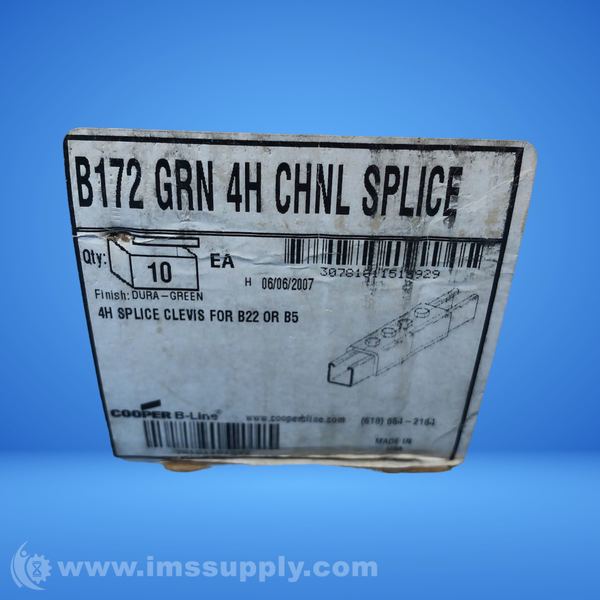 B172 GRN 4H CHNL SPLICE
Qty: 10 EA
H 06/06/2007
Finish: DURA-GREEN
4H SPLICE CLEVIS FOR B22 OR B5
COOPER B-Line® www.cooperbline.com
MADE IN
USA
www.imssupply.com